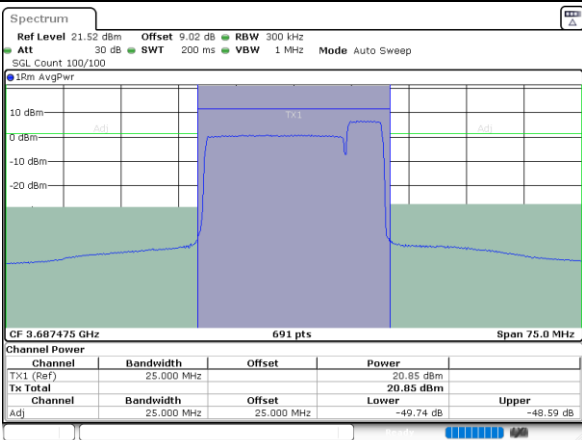 Spectrum
Ref Level 21.52 dBm Offset 9.02 dB RBW 300 kHz
Att 30 dB SWT 200 ms VBW 1 MHz Mode Auto Sweep
SGL Count 100/100
1Rm AvgPwr
10 dBm
TX1
Adj
Adj
0 dBm
-10 dBm
-20 dBm
CF 3.687475 GHz 691 pts Span 75.0 MHz
Channel Power
Channel Bandwidth Offset Power
TX1 (Ref) 25.000 MHz 20.85 dBm
Tx Total 20.85 dBm
Channel Bandwidth Offset Lower Upper
Adj 25.000 MHz 25.000 MHz -49.74 dB -48.59 dB